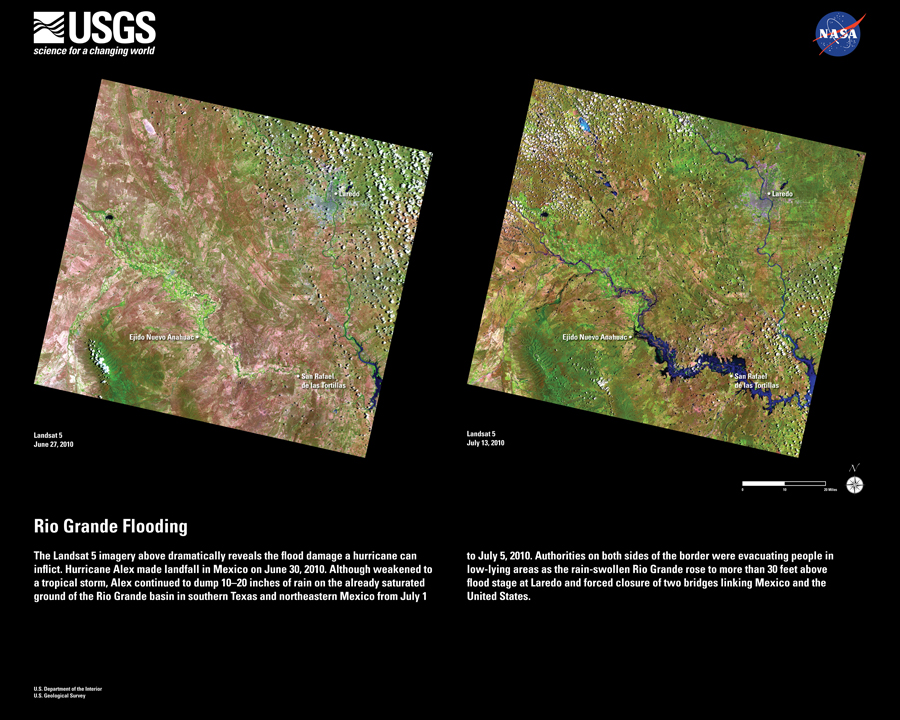 USGS
science for a changing world
NASA
Laredo
Ejido Nuevo Anahuac
San Rafael
de las Tortillas
Landsat 5
June 27, 2010
Laredo
Ejido Nuevo Anahuac
San Rafael
de las Tortillas
Landsat 5
July 13, 2010
N
0 10 20 Miles
Rio Grande Flooding
The Landsat 5 imagery above dramatically reveals the flood damage a hurricane can
inflict. Hurricane Alex made landfall in Mexico on June 30, 2010. Although weakened to
a tropical storm, Alex continued to dump 10–20 inches of rain on the already saturated
ground of the Rio Grande basin in southern Texas and northeastern Mexico from July 1
to July 5, 2010. Authorities on both sides of the border were evacuating people in
low-lying areas as the rain-swollen Rio Grande rose to more than 30 feet above
flood stage at Laredo and forced closure of two bridges linking Mexico and the
United States.
U.S. Department of the Interior
U.S. Geological Survey